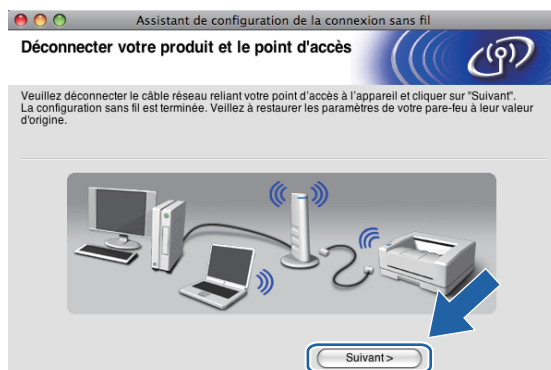 Assistant de configuration de la connexion sans fil
Déconnecter votre produit et le point d'accès
Veuillez déconnecter le câble réseau reliant votre point d'accès à l'appareil et cliquer sur "Suivant".
La configuration sans fil est terminée. Veillez à restaurer les paramètres de votre pare-feu à leur valeur
d'origine.
Suivant >